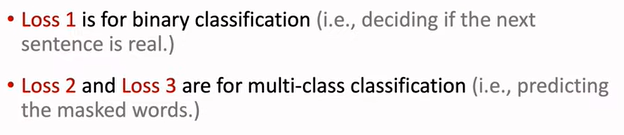 • Loss 1 is for binary classification (i.e., deciding if the next
sentence is real.)
• Loss 2 and Loss 3 are for multi-class classification (i.e., predicting
the masked words.)